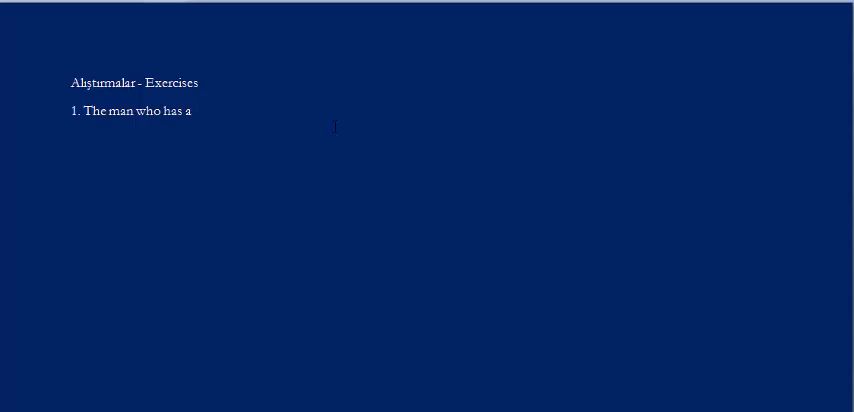 Alıştırmalar - Exercises
1. The man who has a